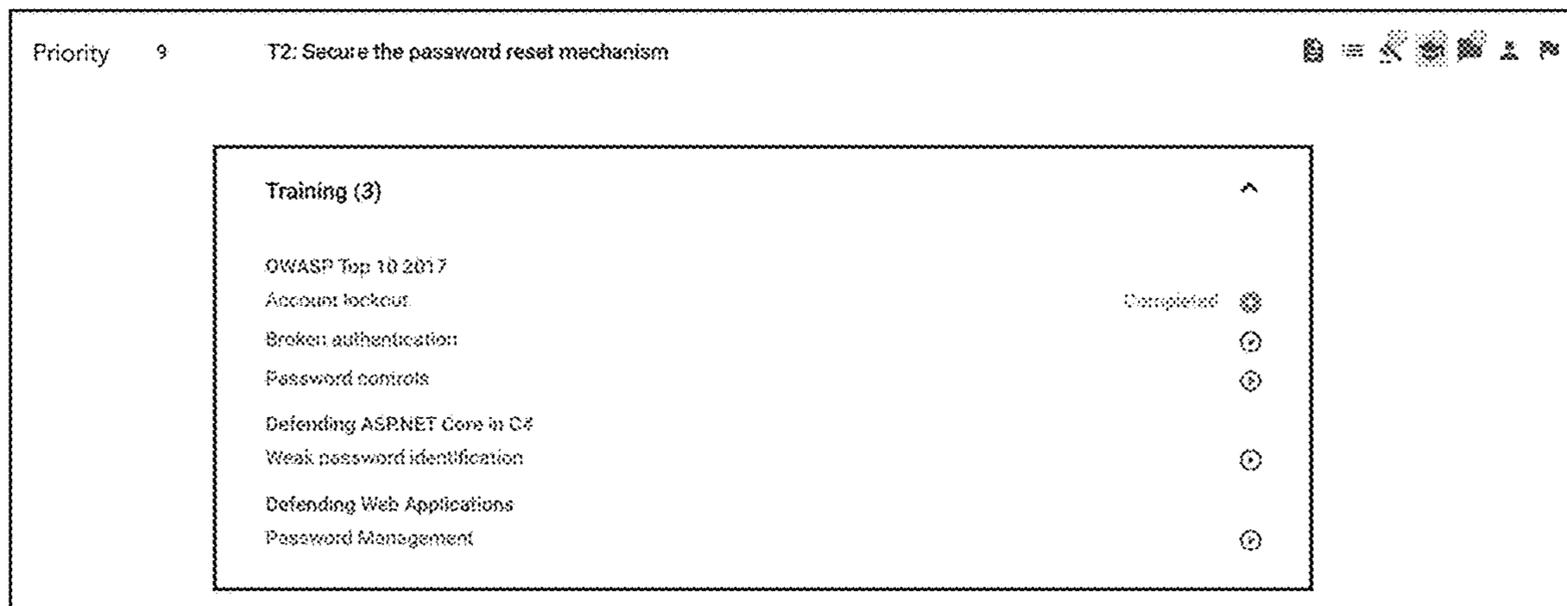 Priority 9 T2: Secure the password reset mechanism
Training (3)
OWASP Top 10 2017
Account lockout Completed
Broken authentication
Password controls
Defending ASP.NET Core in C#
Weak password identification
Defending Web Applications
Password Management